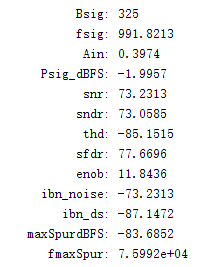 Bsig: 325
fsig: 991.8213
Ain: 0.3974
Psig_dBFS: -1.9957
snr: 73.2313
sndr: 73.0585
thd: -85.1515
sfdr: 77.6696
enob: 11.8436
ibn_noise: -73.2313
ibn_ds: -87.1472
maxSpurdBFS: -83.6852
fmaxSpur: 7.5992e+04